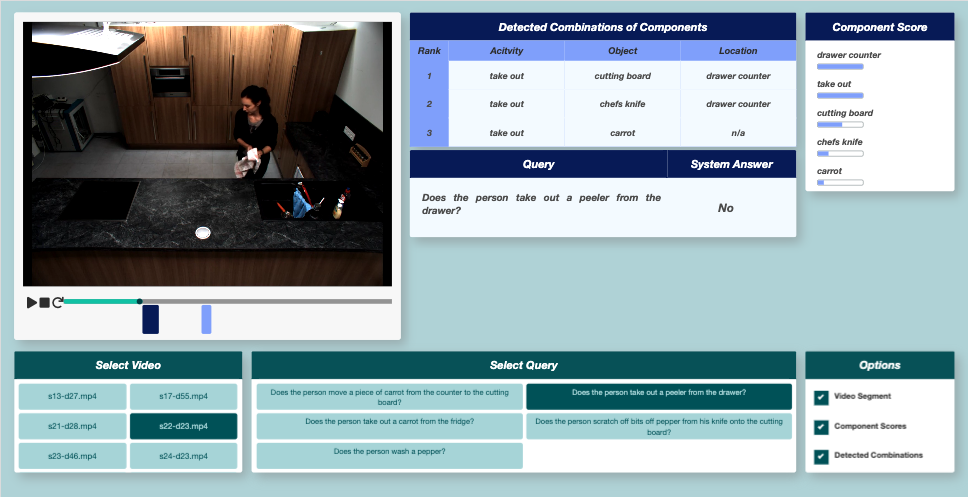 Detected Combinations of Components
Rank Acitvity Object Location
1 take out cutting board drawer counter
2 take out chefs knife drawer counter
3 take out carrot n/a
Query System Answer
Does the person take out a peeler from the
drawer?
No
Component Score
drawer counter
take out
cutting board
chefs knife
carrot
Select Video
s13-d27.mp4 s17-d55.mp4
s21-d28.mp4 s22-d23.mp4
s23-d46.mp4 s24-d23.mp4
Select Query
Does the person move a piece of carrot from the counter to the cutting
board?
Does the person take out a peeler from the drawer?
Does the person take out a carrot from the fridge?
Does the person scratch off bits off pepper from his knife onto the cutting
board?
Does the person wash a pepper?
Options
Video Segment
Component Scores
Detected Combinations